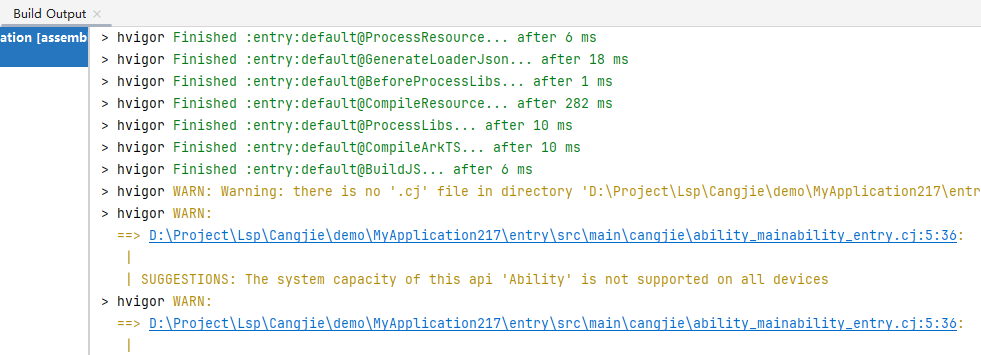 Build Output ×
ation [assemb
> hvigor Finished :entry:default@ProcessResource... after 6 ms
> hvigor Finished :entry:default@GenerateLoaderJson... after 18 ms
> hvigor Finished :entry:default@BeforeProcessLibs... after 1 ms
> hvigor Finished :entry:default@CompileResource... after 282 ms
> hvigor Finished :entry:default@ProcessLibs... after 10 ms
> hvigor Finished :entry:default@CompileArkTS... after 10 ms
> hvigor Finished :entry:default@BuildJS... after 6 ms
> hvigor WARN: Warning: there is no '.cj' file in directory 'D:\Project\Lsp\Cangjie\demo\MyApplication217\entr
> hvigor WARN:
==> D:\Project\Lsp\Cangjie\demo\MyApplication217\entry\src\main\cangjie\ability_mainability_entry.cj:5:36:
|
| SUGGESTIONS: The system capacity of this api 'Ability' is not supported on all devices
> hvigor WARN:
==> D:\Project\Lsp\Cangjie\demo\MyApplication217\entry\src\main\cangjie\ability_mainability_entry.cj:5:36:
|